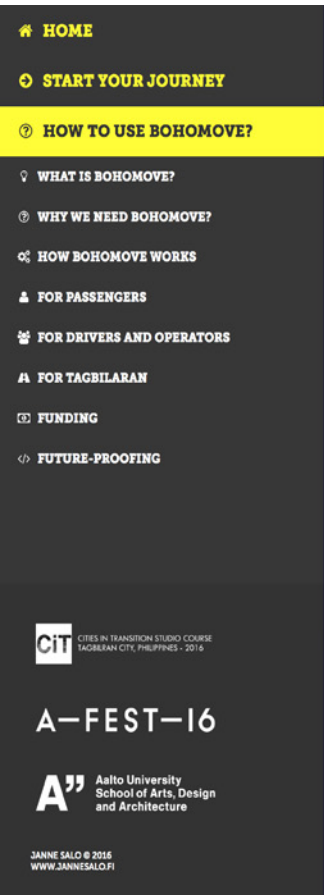 HOME
START YOUR JOURNEY
HOW TO USE BOHOMOVE?
WHAT IS BOHOMOVE?
WHY WE NEED BOHOMOVE?
HOW BOHOMOVE WORKS
FOR PASSENGERS
FOR DRIVERS AND OPERATORS
FOR TAGBILARAN
FUNDING
FUTURE-PROOFING
CiT
CITIES IN TRANSITION STUDIO COURSE
TAGBILRAN CITY, PHILIPPINES - 2016
A—FEST—16
A”
Aalto University
School of Arts, Design
and Architecture
JANNE SALO © 2016
WWW.JANNESALO.FI